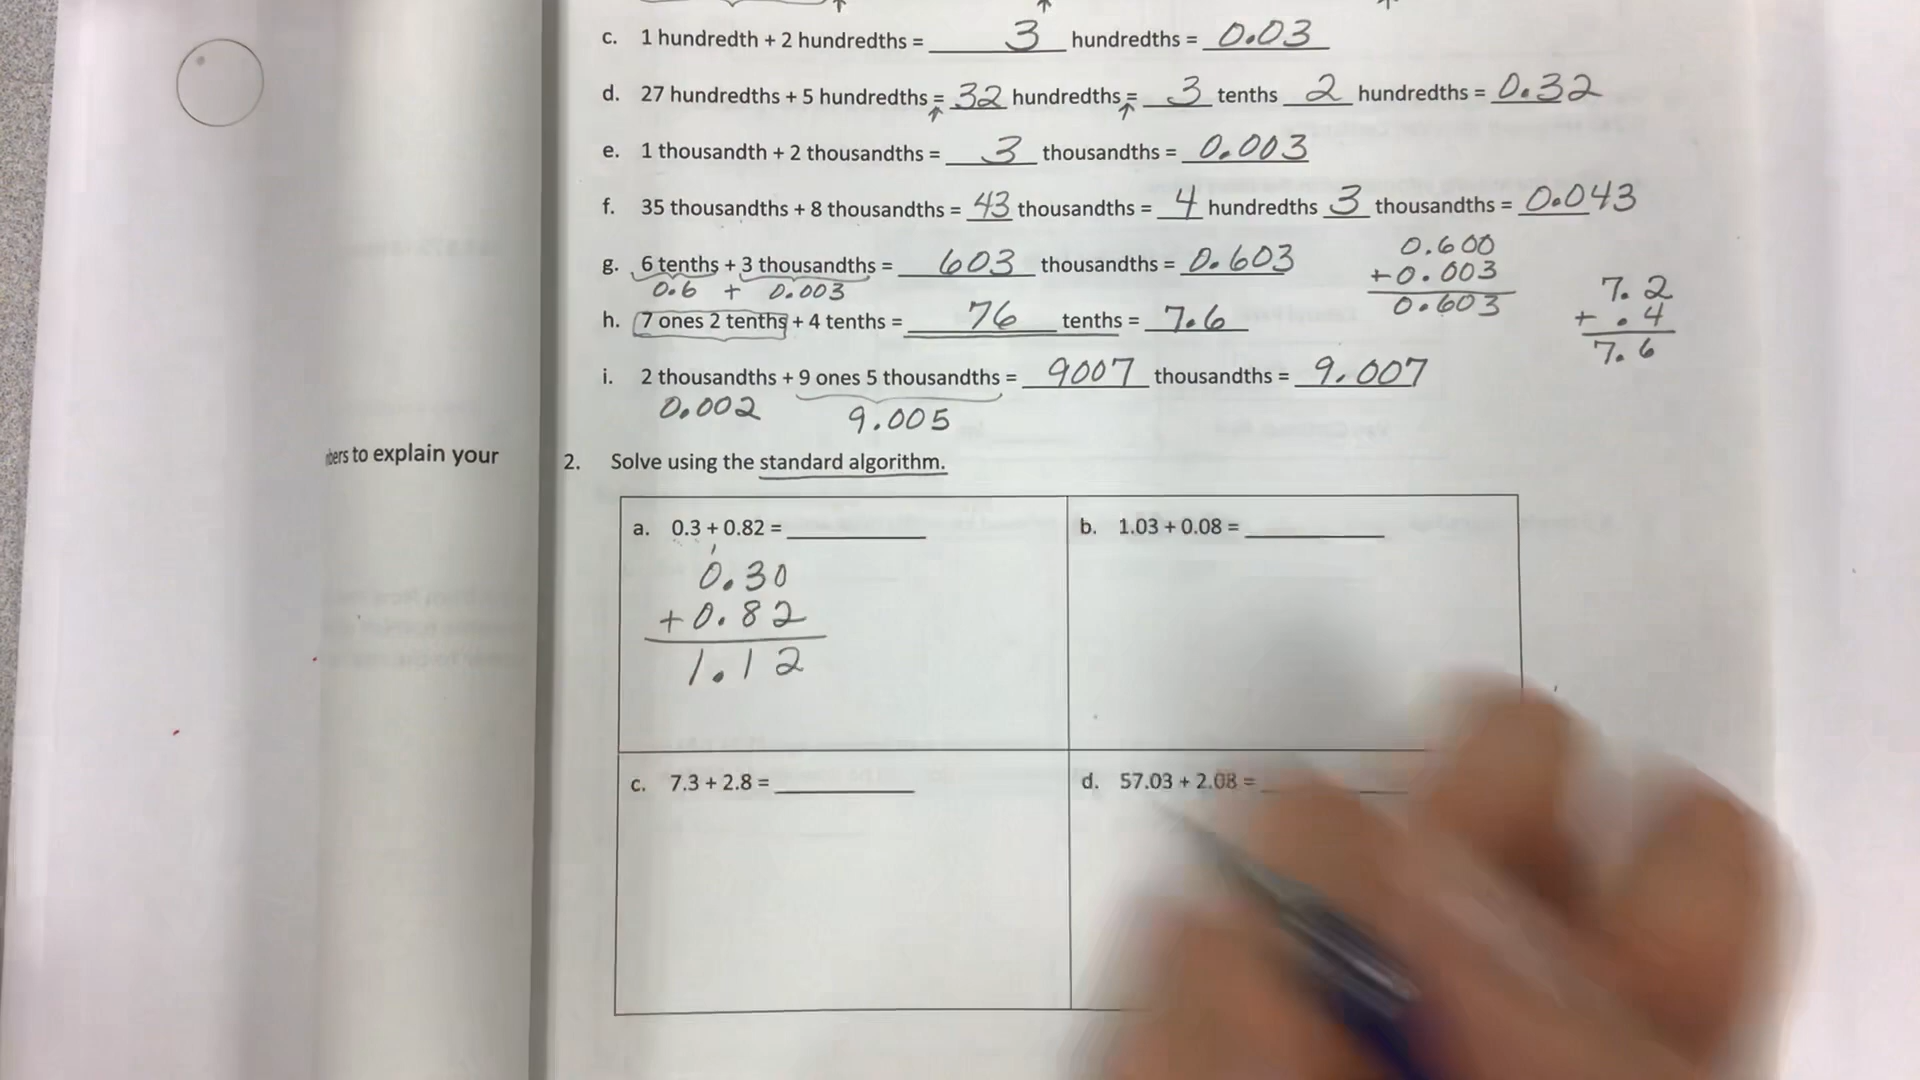 c. 1 hundredth + 2 hundredths = 3 hundredths = 0.03
d. 27 hundredths + 5 hundredths = 32 hundredths = 3 tenths 2 hundredths = 0.32
e. 1 thousandth + 2 thousandths = 3 thousandths = 0.003
f. 35 thousandths + 8 thousandths = 43 thousandths = 4 hundredths 3 thousandths = 0.043
g. 6 tenths + 3 thousandths = 603 thousandths = 0.603
0.6 + 0.003
0.600
+0.003
0.603
h. 7 ones 2 tenths + 4 tenths = 76 tenths = 7.6
7.2
+ .4
7.6
i. 2 thousandths + 9 ones 5 thousandths = 9007 thousandths = 9.007
0.002 9.005
to explain your
2. Solve using the standard algorithm.
a. 0.3 + 0.82 =
1
0.30
+0.82
1.12
b. 1.03 + 0.08 =
c. 7.3 + 2.8 =
d. 57.03 + 2.08 =